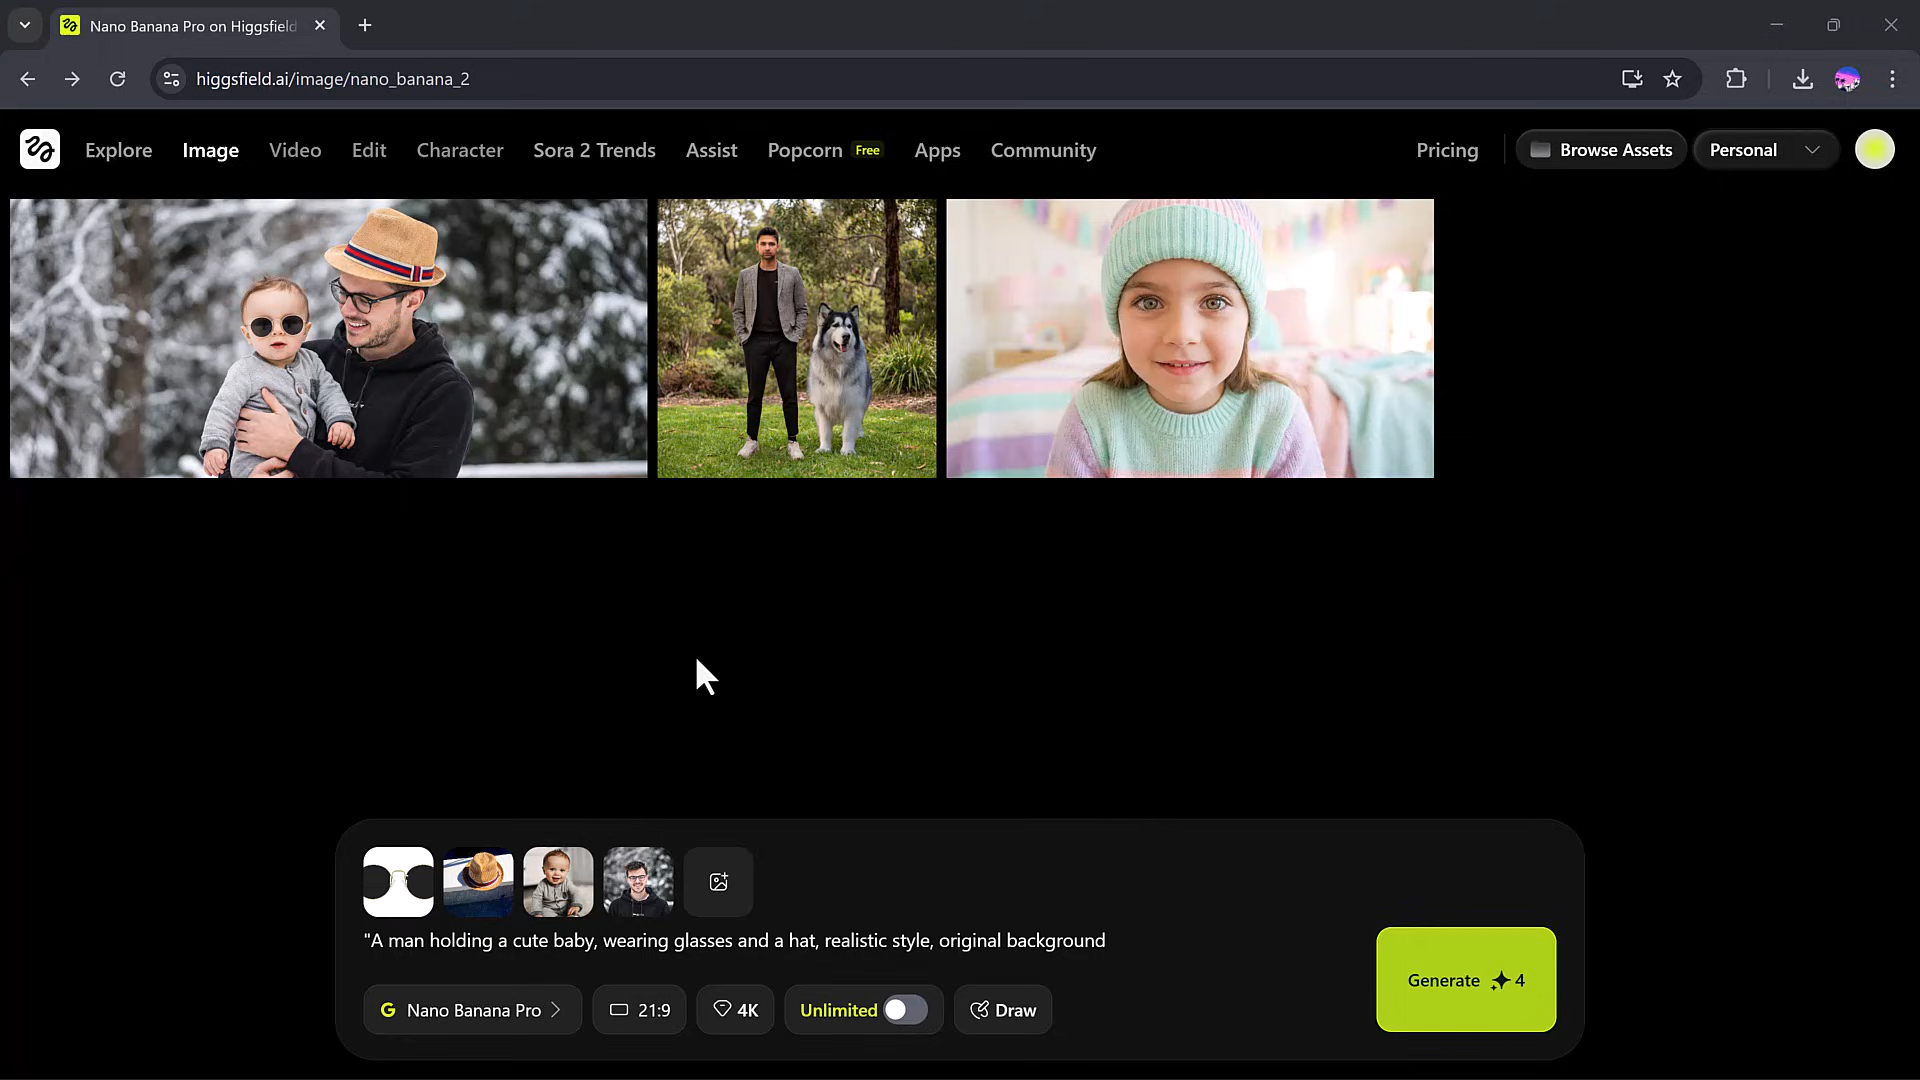 Nano Banana Pro on Higgsfield
higgsfield.ai/image/nano_banana_2
Explore
Image
Video
Edit
Character
Sora 2 Trends
Assist
Popcorn Free
Apps
Community
Pricing
Browse Assets
Personal
"A man holding a cute baby, wearing glasses and a hat, realistic style, original background
G Nano Banana Pro
21:9
4K
Unlimited
Draw
Generate 4